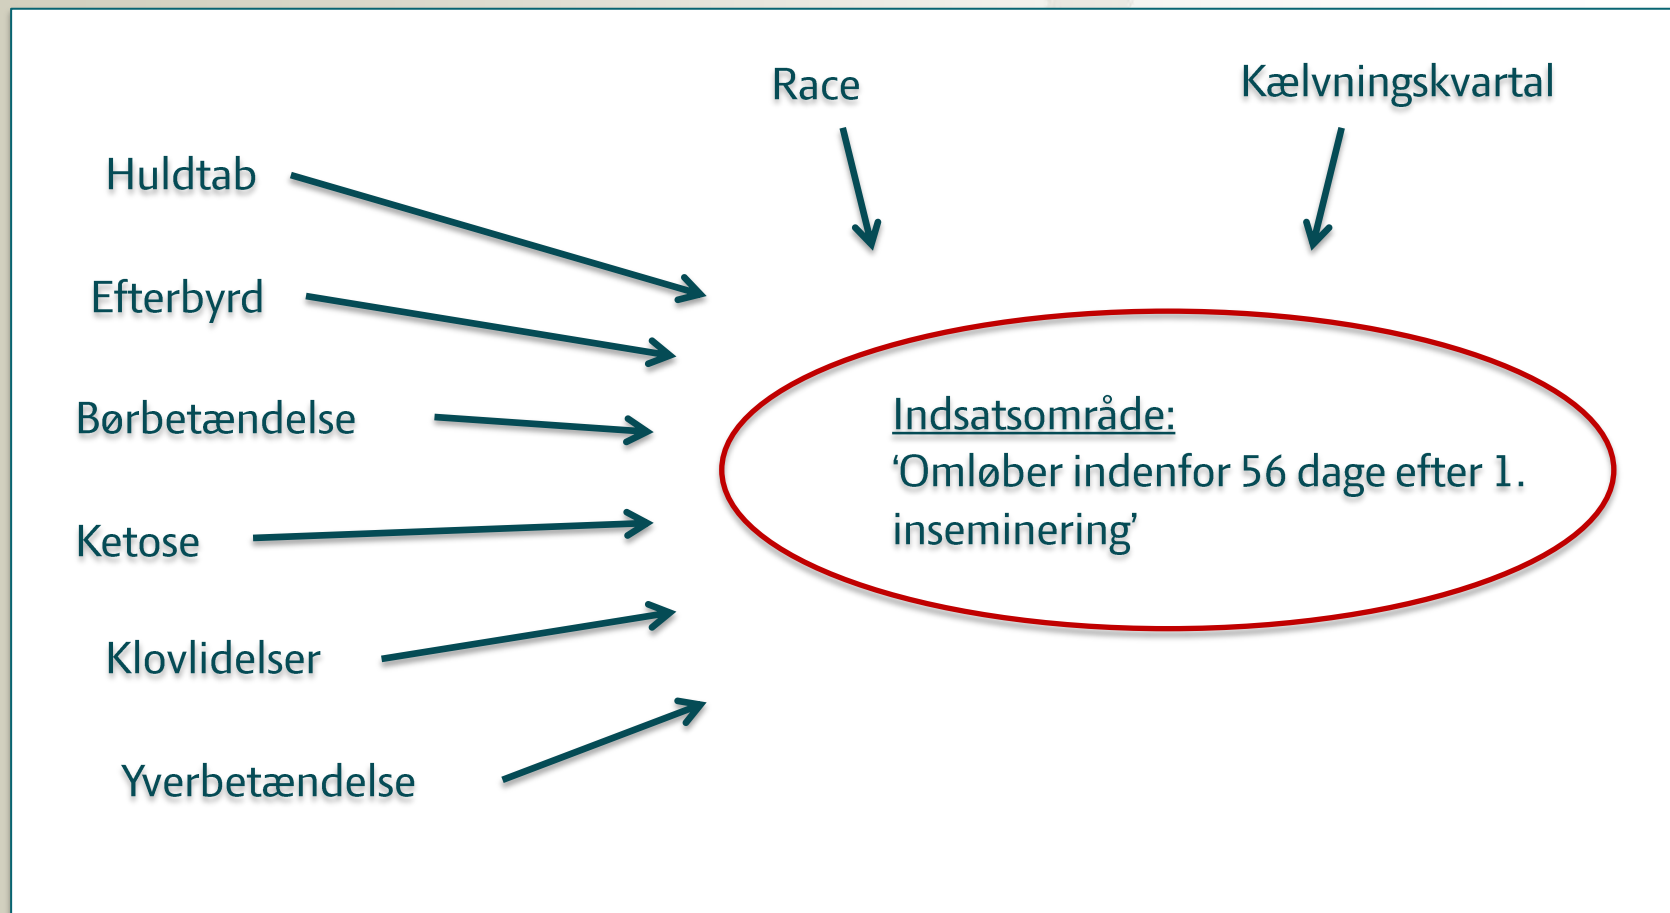 Race
Kælvningskvartal
Huldtab
Efterbyrd
Børbetændelse
Ketose
Klovlidelser
Yverbetændelse
Indsatsområde:
‘Omløber indenfor 56 dage efter 1.
inseminering’